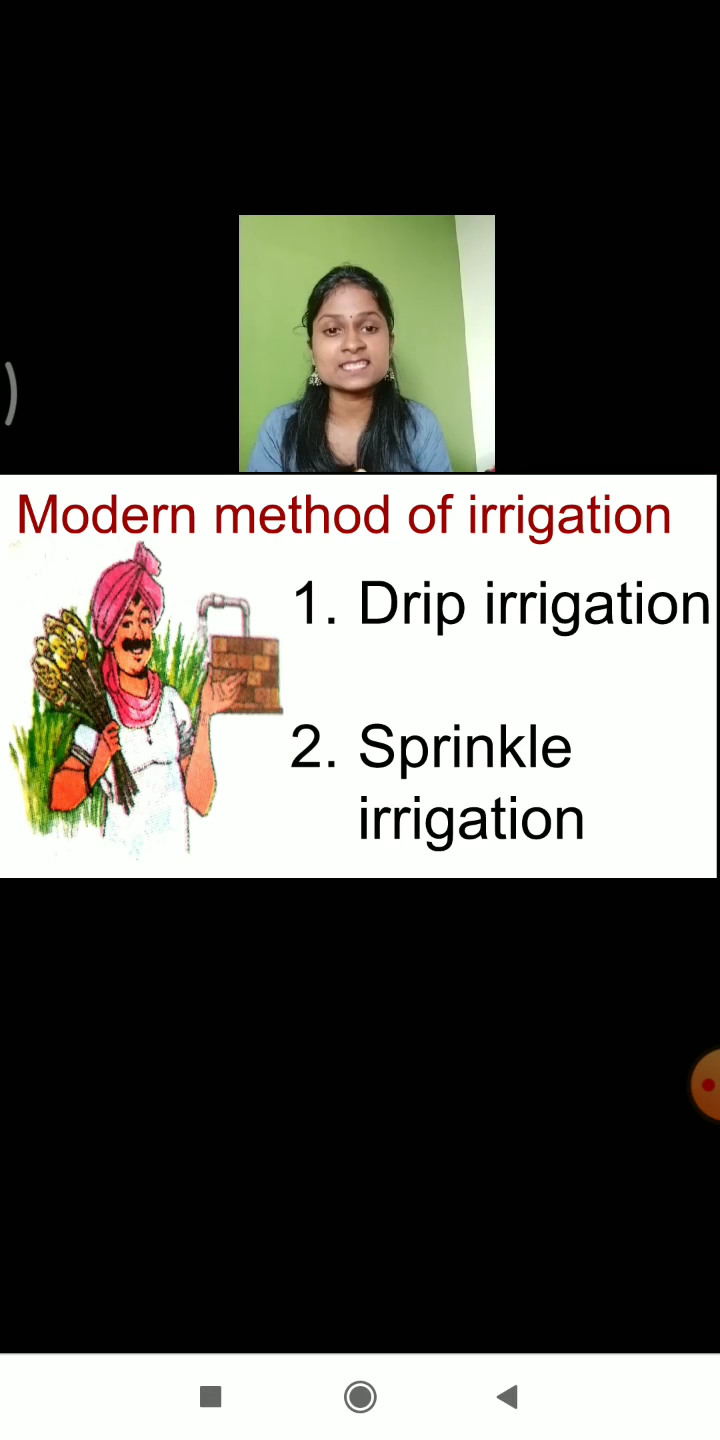 Modern method of irrigation
1. Drip irrigation
2. Sprinkle
irrigation